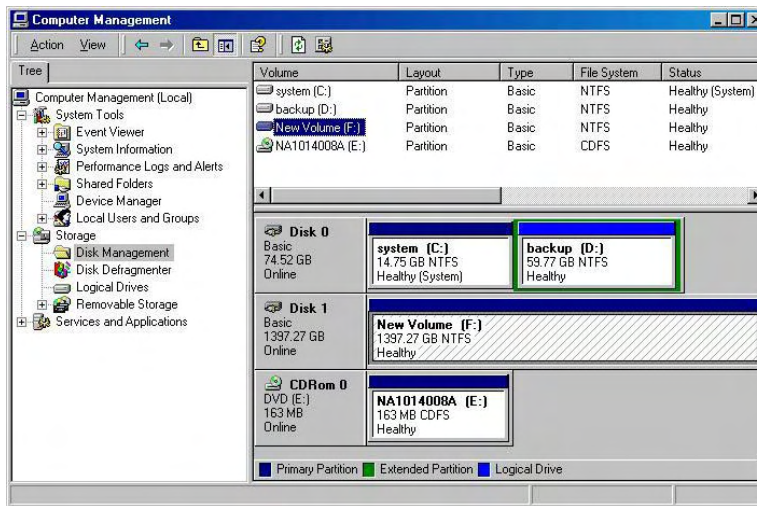 Computer Management
Action View
Tree
Computer Management (Local)
System Tools
Event Viewer
System Information
Performance Logs and Alerts
Shared Folders
Device Manager
Local Users and Groups
Storage
Disk Management
Disk Defragmenter
Logical Drives
Removable Storage
Services and Applications
Volume Layout Type File System Status
system (C:) Partition Basic NTFS Healthy (System)
backup (D:) Partition Basic NTFS Healthy
New Volume (F:) Partition Basic NTFS Healthy
NA1014008A (E:) Partition Basic CDFS Healthy
Disk 0
Basic
74.52 GB
Online
system (C:)
14.75 GB NTFS
Healthy (System)
backup (D:)
59.77 GB NTFS
Healthy
Disk 1
Basic
1397.27 GB
Online
New Volume (F:)
1397.27 GB NTFS
Healthy
CDRom 0
DVD (E:)
163 MB
Online
NA1014008A (E:)
163 MB CDFS
Healthy
Primary Partition Extended Partition Logical Drive